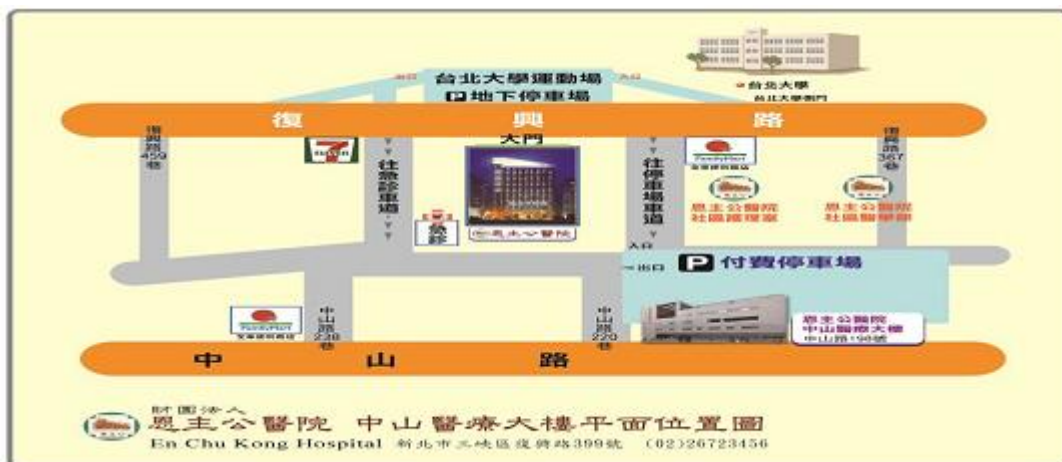 台北大學運動場
P 地下停車場
出口
入口
台北大學
台北大學側門
復興路
復興路459巷
7
ELEVEN
往急診車道
大門
恩主公醫院
急診
往停車場車道
FamilyMart
恩主公醫院
社區護理室
恩主公醫院
社區醫學部
復興路367巷
入口
出口
P 付費停車場
FamilyMart
中山路238巷
中山路220巷
恩主公醫院
中山醫療大樓
中山路198號
中山路
財團法人
恩主公醫院 中山醫療大樓平面位置圖
En Chu Kong Hospital 新北市三峽區復興路399號 (02)26723456